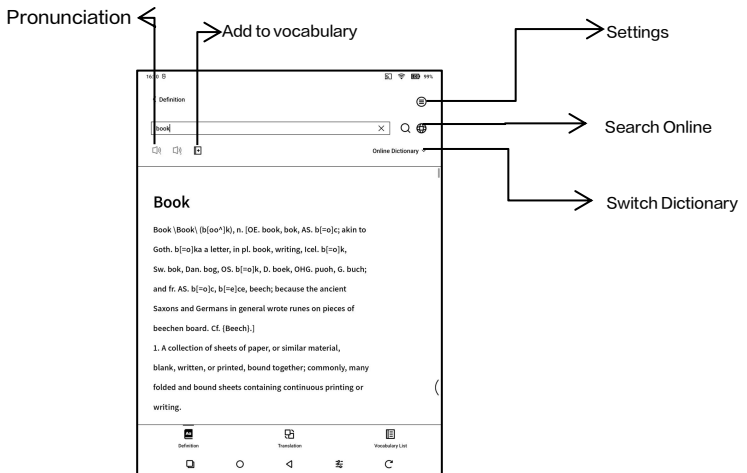 Pronunciation
Add to vocabulary
Settings
99%
Definition
book
Search Online
Online Dictionary
Switch Dictionary
Book
Book \Book\ (b[oo^]k), n. [OE. book, bok, AS. b[=o]c; akin to
Goth. b[=o]ka a letter, in pl. book, writing, Icel. b[=o]k,
Sw. bok, Dan. bog, OS. b[=o]k, D. boek, OHG. puoh, G. buch;
and fr. AS. b[=o]c, b[=e]ce, beech; because the ancient
Saxons and Germans in general wrote runes on pieces of
beechen board. Cf. {Beech}.]
1. A collection of sheets of paper, or similar material,
blank, written, or printed, bound together; commonly, many
folded and bound sheets containing continuous printing or
writing.
Definition
Translation
Vocabulary List